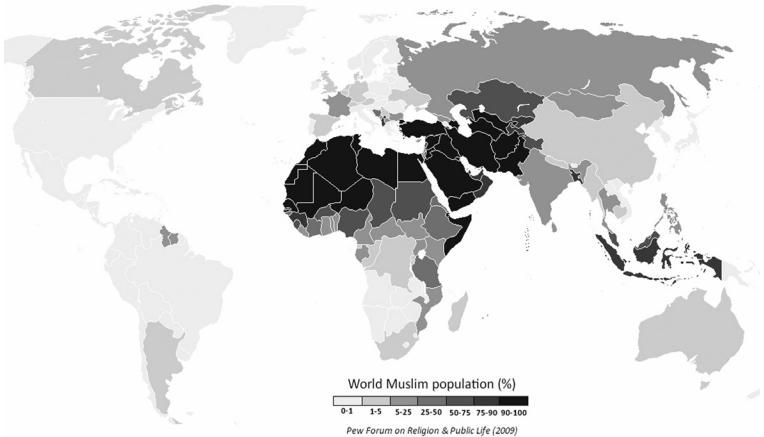 World Muslim population (%)
0-1 1-5 5-25 25-50 50-75 75-90 90-100
Pew Forum on Religion & Public Life (2009)